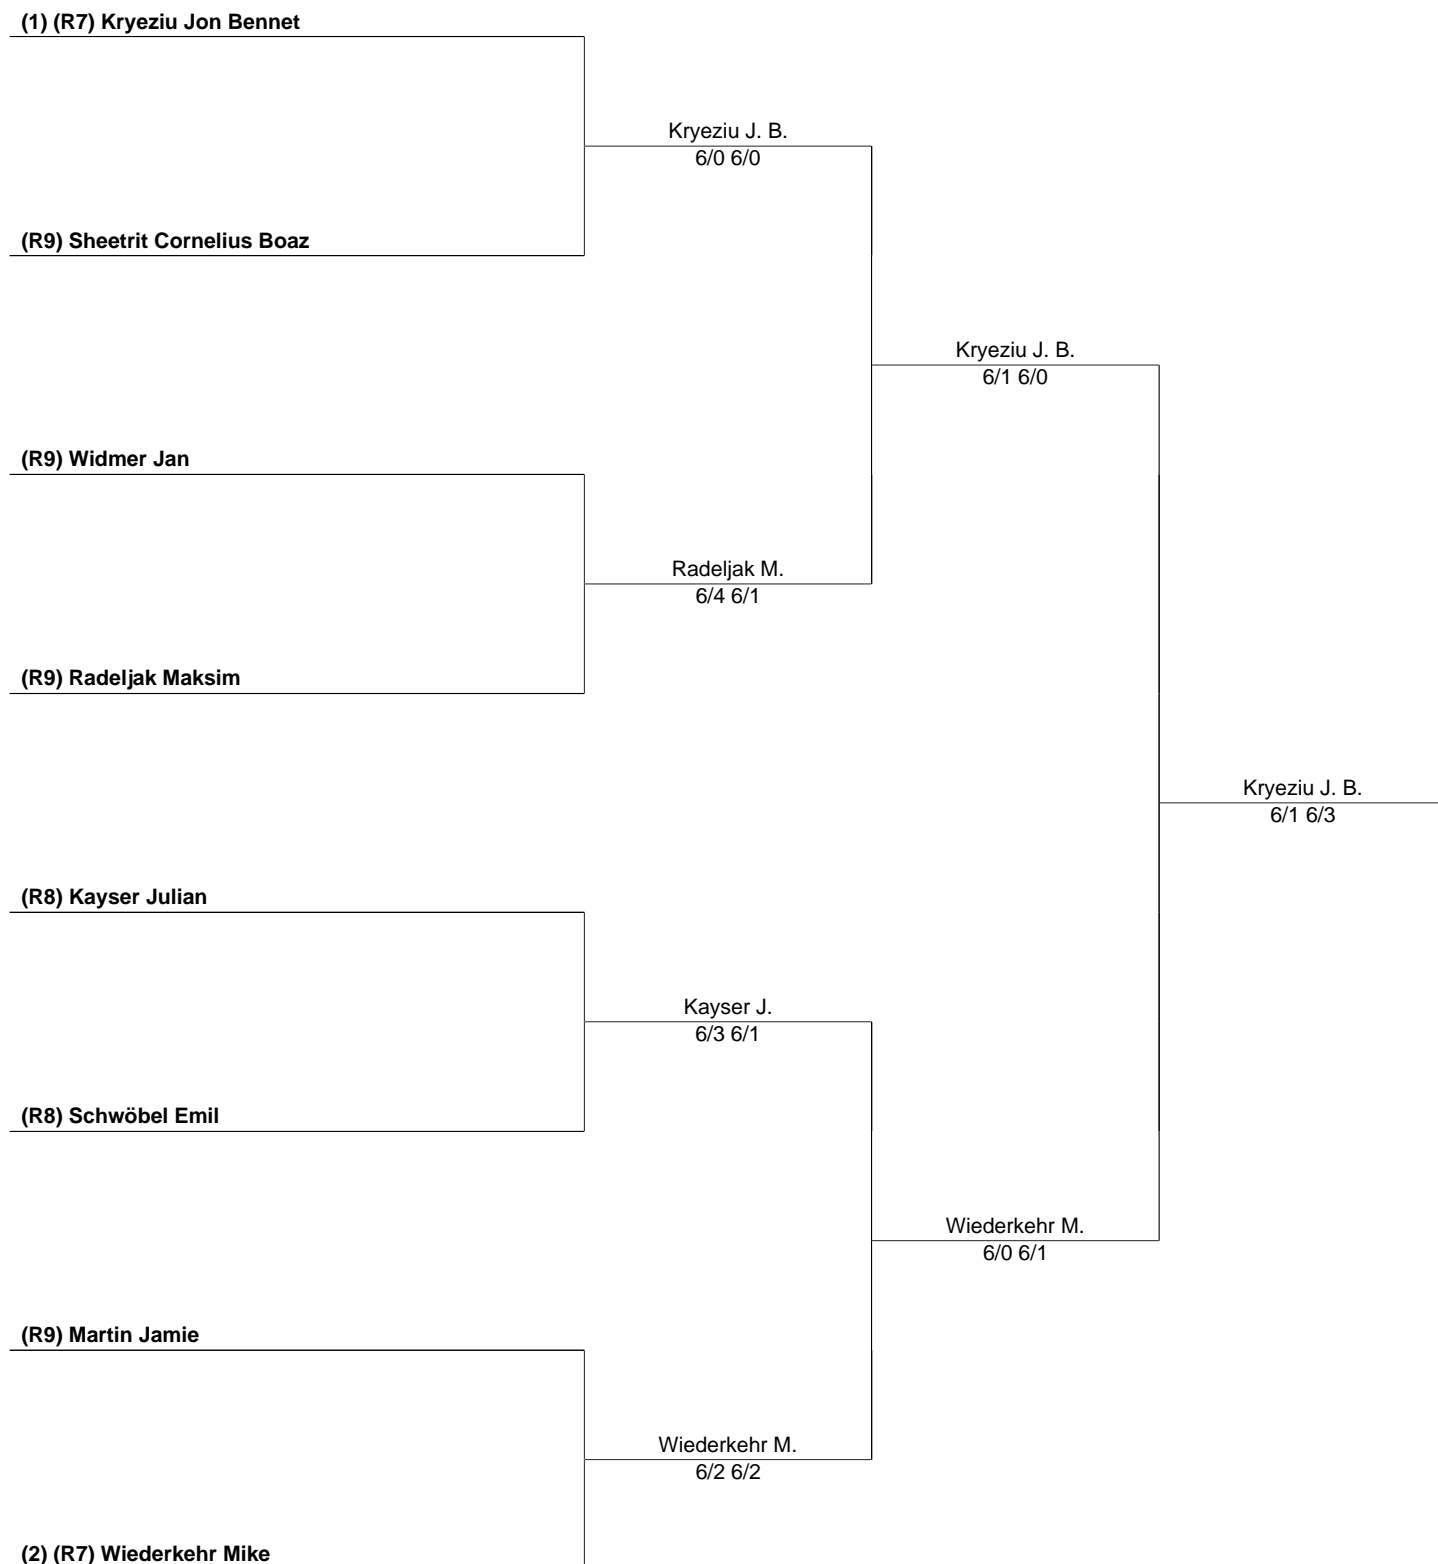 (1) (R7) Kryeziu Jon Bennet
Kryeziu J. B.
6/0 6/0
(R9) Sheetrit Cornelius Boaz
Kryeziu J. B.
6/1 6/0
(R9) Widmer Jan
Radeljak M.
6/4 6/1
(R9) Radeljak Maksim
Kryeziu J. B.
6/1 6/3
(R8) Kayser Julian
Kayser J.
6/3 6/1
(R8) Schwöbel Emil
Wiederkehr M.
6/0 6/1
(R9) Martin Jamie
Wiederkehr M.
6/2 6/2
(2) (R7) Wiederkehr Mike